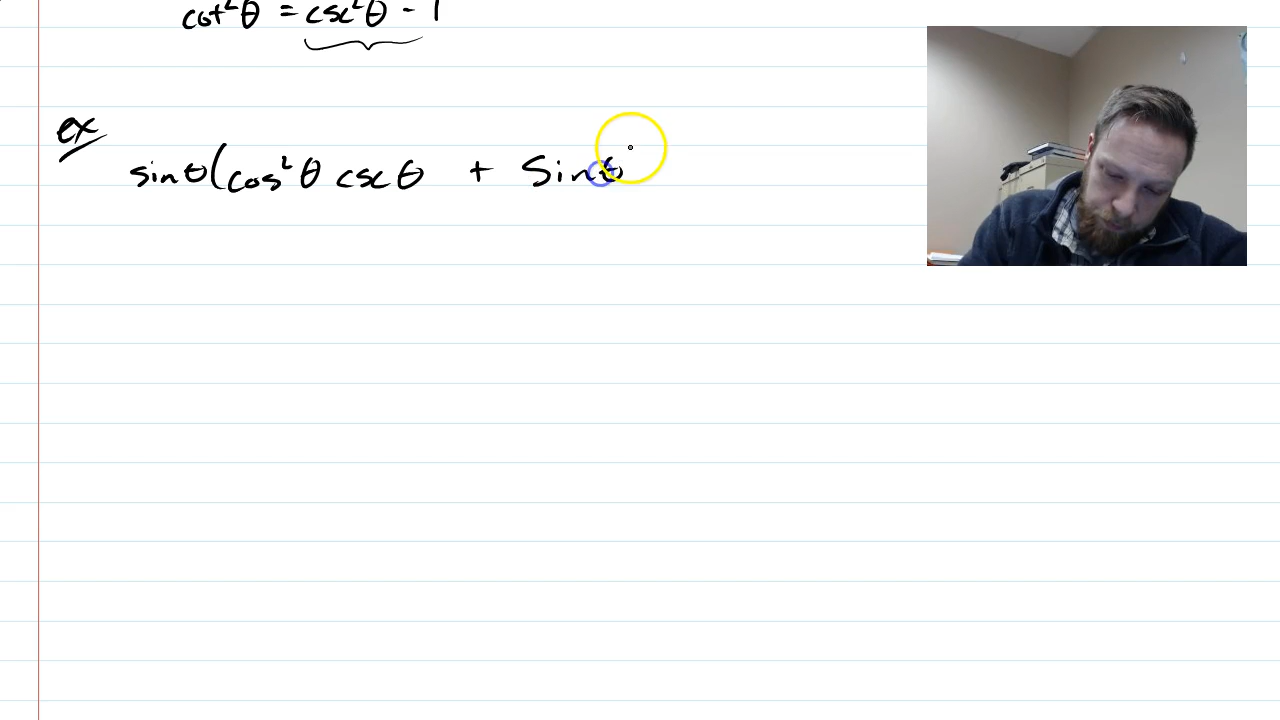 cot²θ = csc²θ - 1
ex
sinθ(cos²θ cscθ + Sinθ